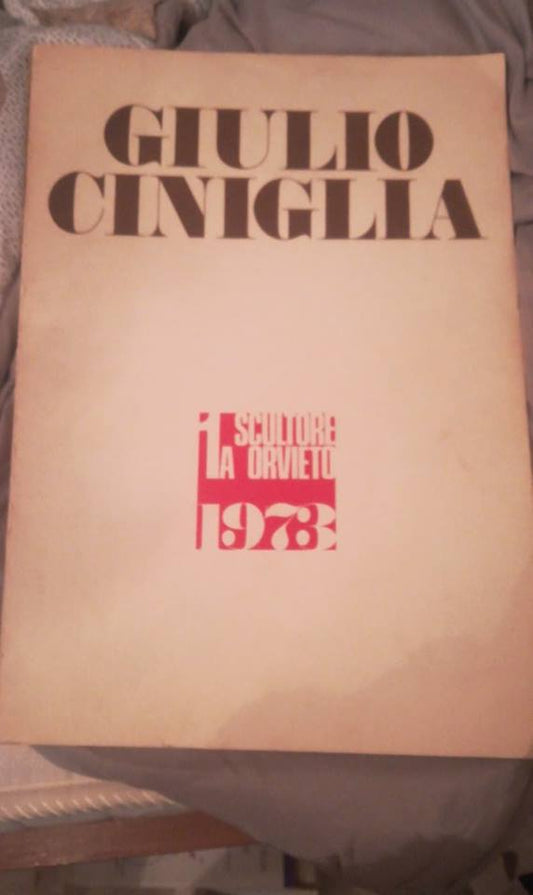 GIULIO
CINIGLIA
1 SCULTORE
A ORVIETO
1973